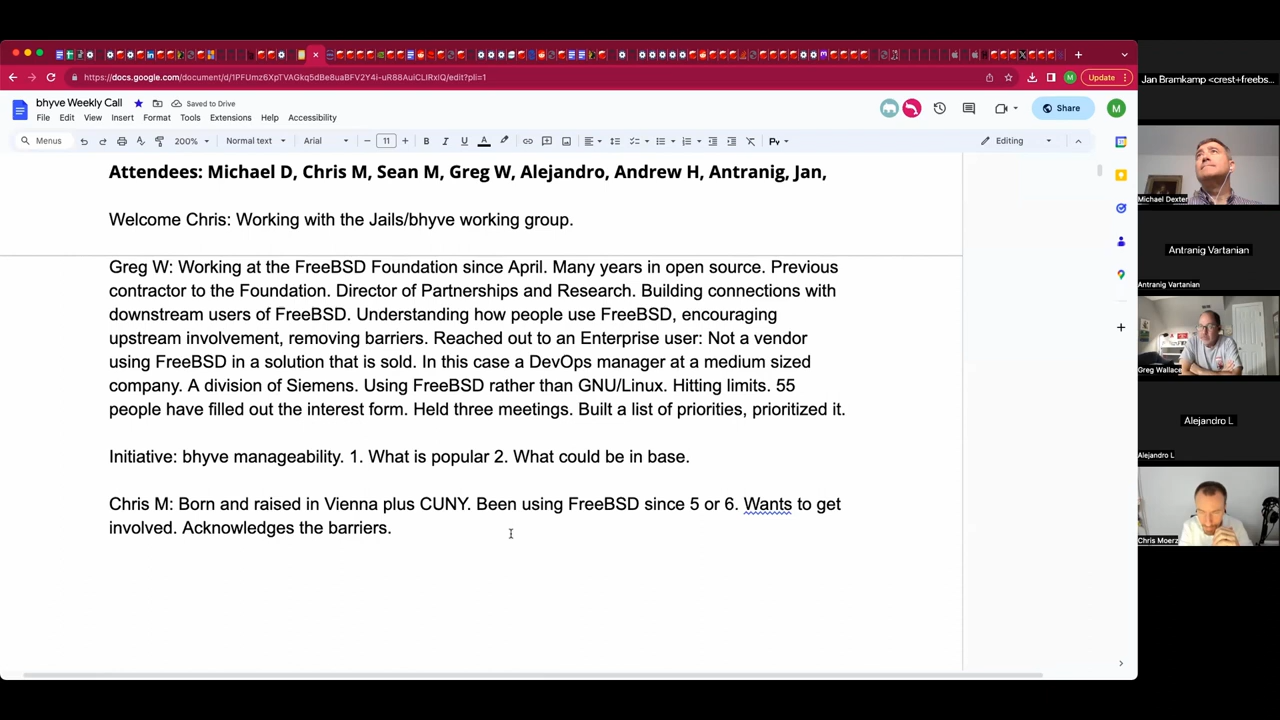 https://docs.google.com/document/d/1PFUmz6XpTVAGkq5dBe8uaBFV2Y4i-uR88AuiCLIRxIQ/edit?pli=1
M
Update
bhyve Weekly Call
Saved to Drive
File Edit View Insert Format Tools Extensions Help Accessibility
Share
M
Menus
200%
Normal text
Arial
11
B I U A
Editing
Attendees: Michael D, Chris M, Sean M, Greg W, Alejandro, Andrew H, Antranig, Jan,
Welcome Chris: Working with the Jails/bhyve working group.
Greg W: Working at the FreeBSD Foundation since April. Many years in open source. Previous
contractor to the Foundation. Director of Partnerships and Research. Building connections with
downstream users of FreeBSD. Understanding how people use FreeBSD, encouraging
upstream involvement, removing barriers. Reached out to an Enterprise user: Not a vendor
using FreeBSD in a solution that is sold. In this case a DevOps manager at a medium sized
company. A division of Siemens. Using FreeBSD rather than GNU/Linux. Hitting limits. 55
people have filled out the interest form. Held three meetings. Built a list of priorities, prioritized it.
Initiative: bhyve manageability. 1. What is popular 2. What could be in base.
Chris M: Born and raised in Vienna plus CUNY. Been using FreeBSD since 5 or 6. Wants to get
involved. Acknowledges the barriers.
Jan Bramkamp <crest+freebs...
Michael Dexter
Antranig Vartanian
Antranig Vartanian
Greg Wallace
Alejandro L
Alejandro L
Chris Moerz